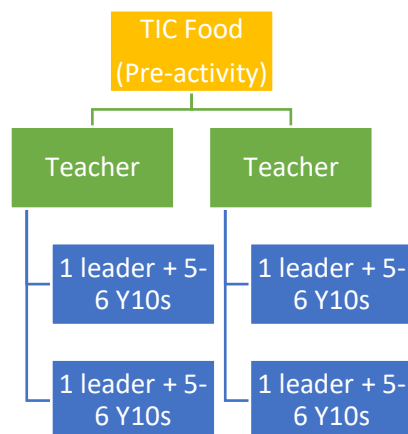 TIC Food
(Pre-activity)
Teacher
Teacher
1 leader + 5-
6 Y10s
1 leader + 5-
6 Y10s
1 leader + 5-
6 Y10s
1 leader + 5-
6 Y10s